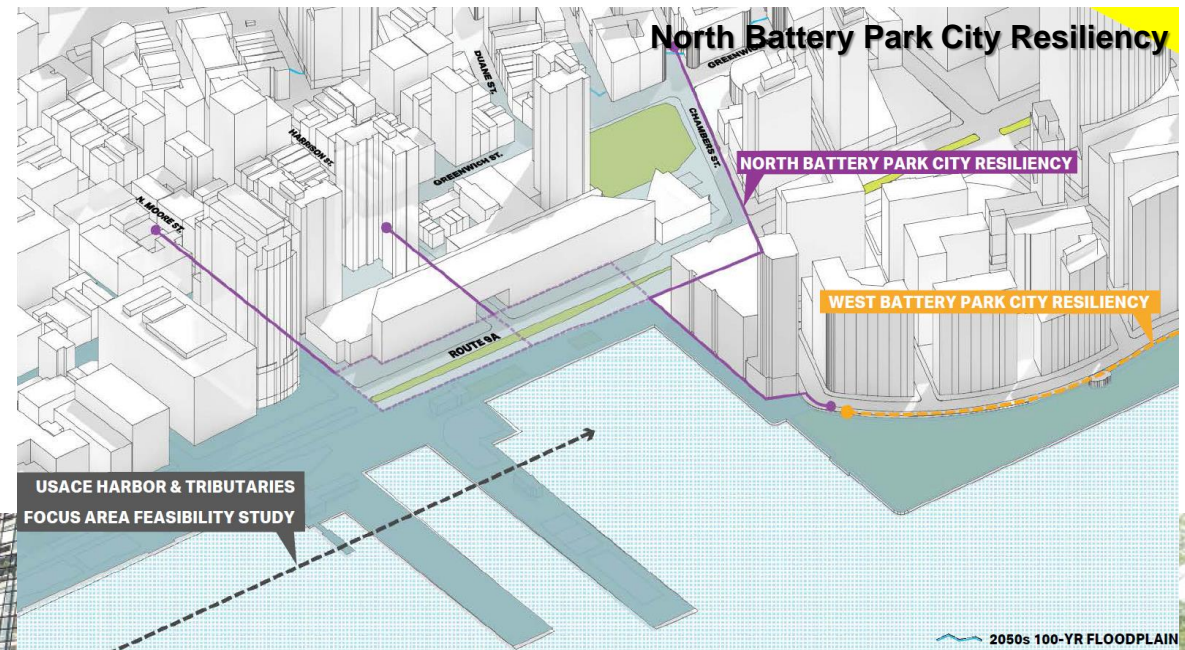 North Battery Park City Resiliency
GREENWICH
DUANE ST.
CHAMBERS ST.
HARRISON ST.
GREENWICH ST.
NORTH BATTERY PARK CITY RESILIENCY
N. MOORE ST.
WEST BATTERY PARK CITY RESILIENCY
ROUTE 9A
USACE HARBOR & TRIBUTARIES
FOCUS AREA FEASIBILITY STUDY
2050s 100-YR FLOODPLAIN